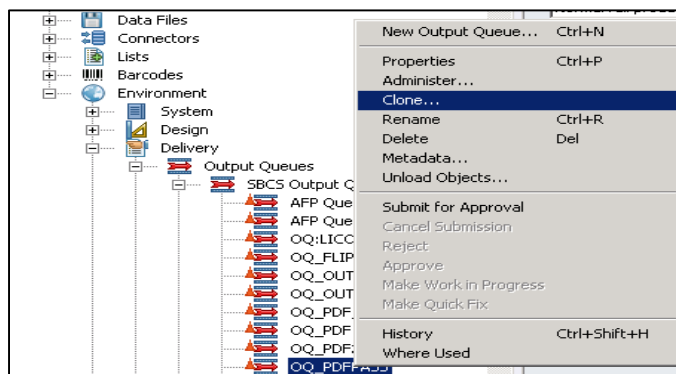 Data Files
Connectors
Lists
Barcodes
Environment
System
Design
Delivery
Output Queues
SBCS Output Q
AFP Que
AFP Que
OQ:LICC
OQ_FLIP
OQ_OUT
OQ_OUT
OQ_PDF_
OQ_PDF
OQ_PDF
OQ_PDFPASS
New Output Queue... Ctrl+N
Properties Ctrl+P
Administer...
Clone...
Rename Ctrl+R
Delete Del
Metadata...
Unload Objects...
Submit for Approval
Cancel Submission
Reject
Approve
Make Work in Progress
Make Quick Fix
History Ctrl+Shift+H
Where Used